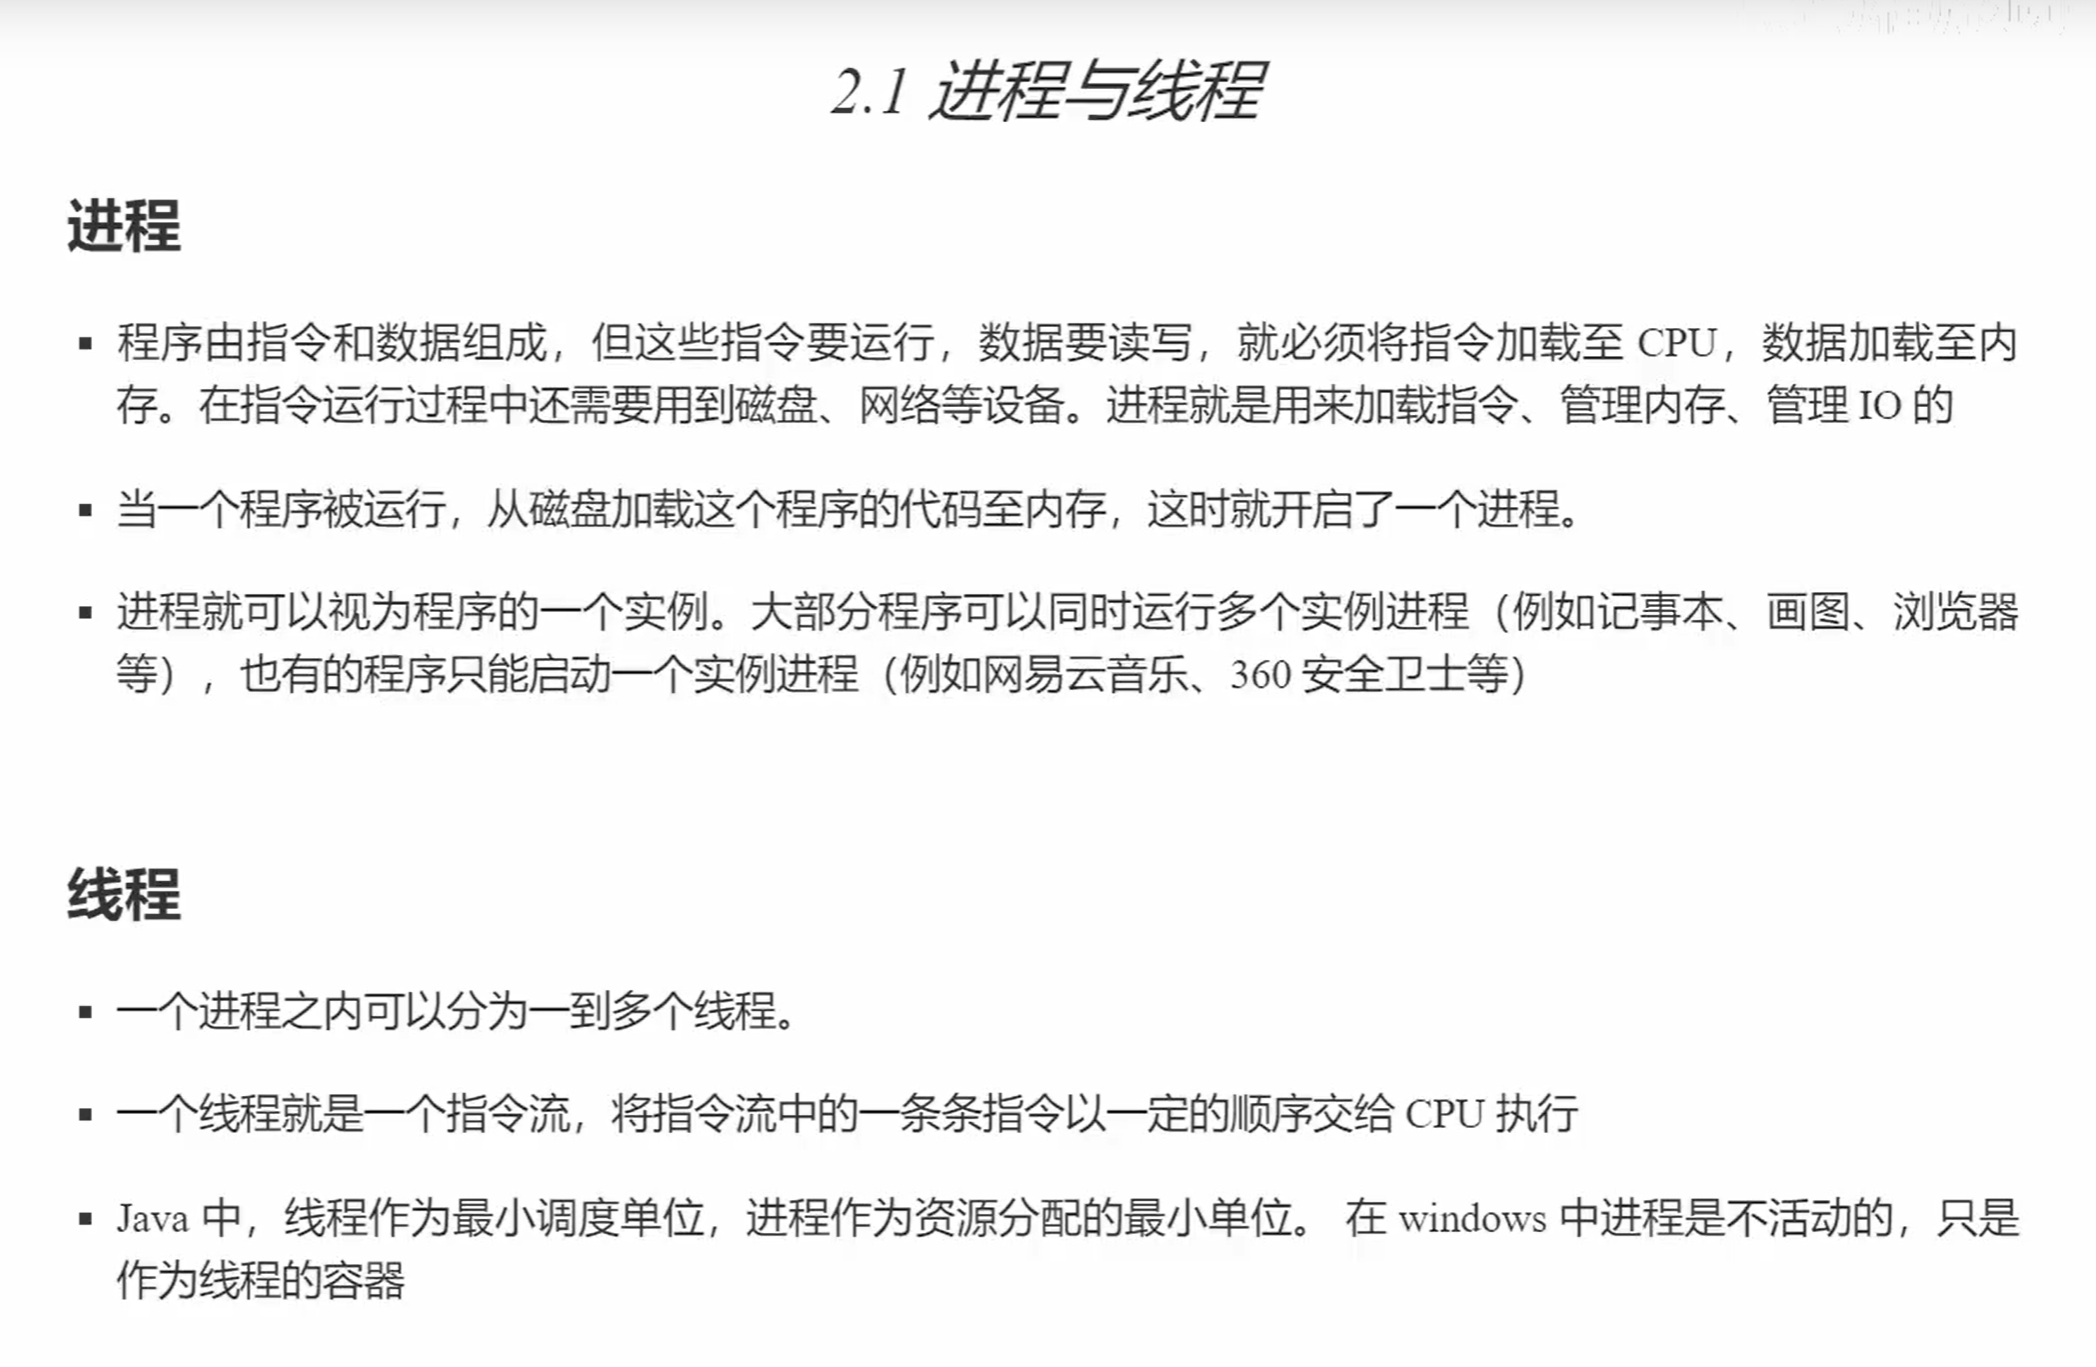 2.1 进程与线程
进程
▪ 程序由指令和数据组成，但这些指令要运行，数据要读写，就必须将指令加载至 CPU，数据加载至内
存。在指令运行过程中还需要用到磁盘、网络等设备。进程就是用来加载指令、管理内存、管理 IO 的
▪ 当一个程序被运行，从磁盘加载这个程序的代码至内存，这时就开启了一个进程。
▪ 进程就可以视为程序的一个实例。大部分程序可以同时运行多个实例进程（例如记事本、画图、浏览器
等），也有的程序只能启动一个实例进程（例如网易云音乐、360 安全卫士等）
线程
▪ 一个进程之内可以分为一到多个线程。
▪ 一个线程就是一个指令流，将指令流中的一条条指令以一定的顺序交给 CPU 执行
▪ Java 中，线程作为最小调度单位，进程作为资源分配的最小单位。 在 windows 中进程是不活动的，只是
作为线程的容器